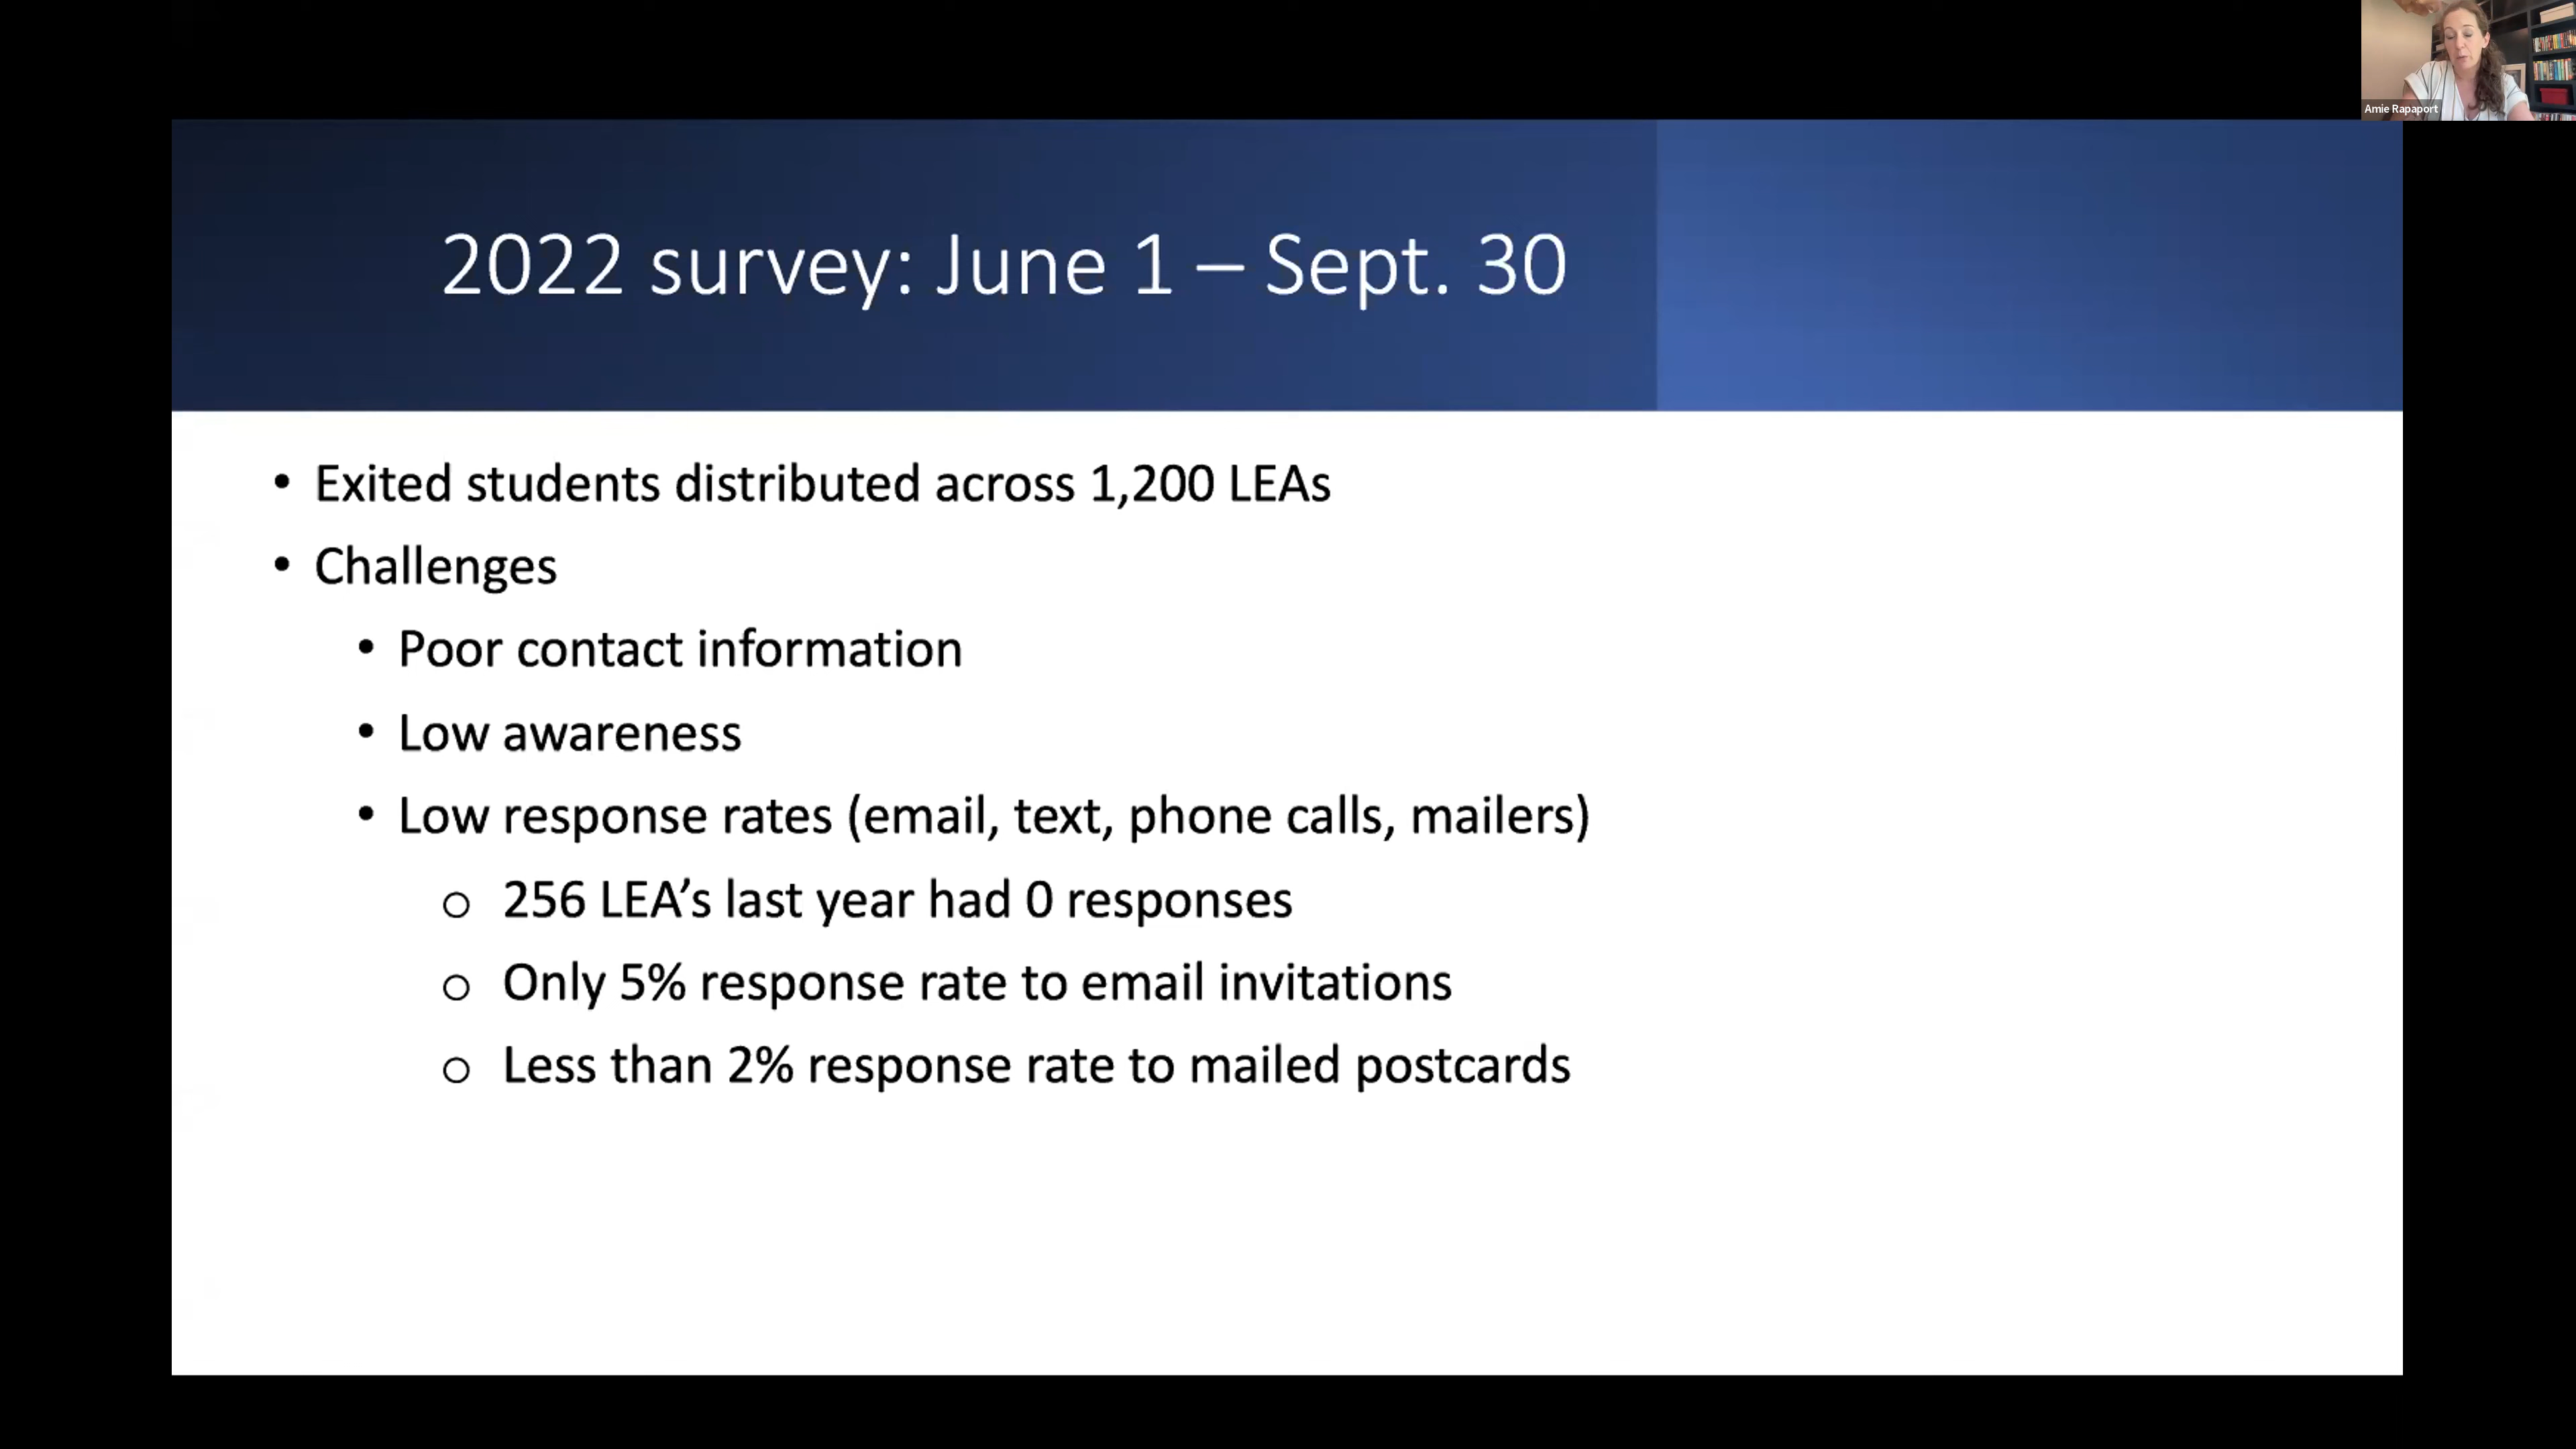 Amie Rapaport
2022 survey: June 1 – Sept. 30
• Exited students distributed across 1,200 LEAs
• Challenges
• Poor contact information
• Low awareness
• Low response rates (email, text, phone calls, mailers)
o 256 LEA’s last year had 0 responses
o Only 5% response rate to email invitations
o Less than 2% response rate to mailed postcards